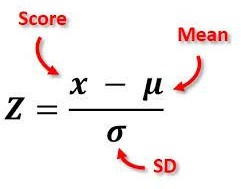 Score
Mean
Z = x − μ / σ
SD